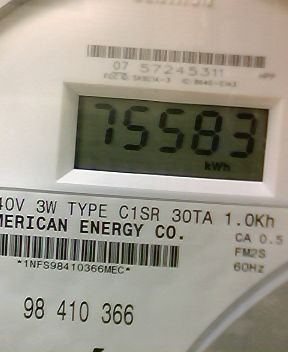 07 57245311
75583
kWh
40V 3W TYPE C1SR 30TA 1.0Kh
MERICAN ENERGY CO.
CA 0.5
FM2S
60Hz
*1NFS98410366MEC*
98 410 366